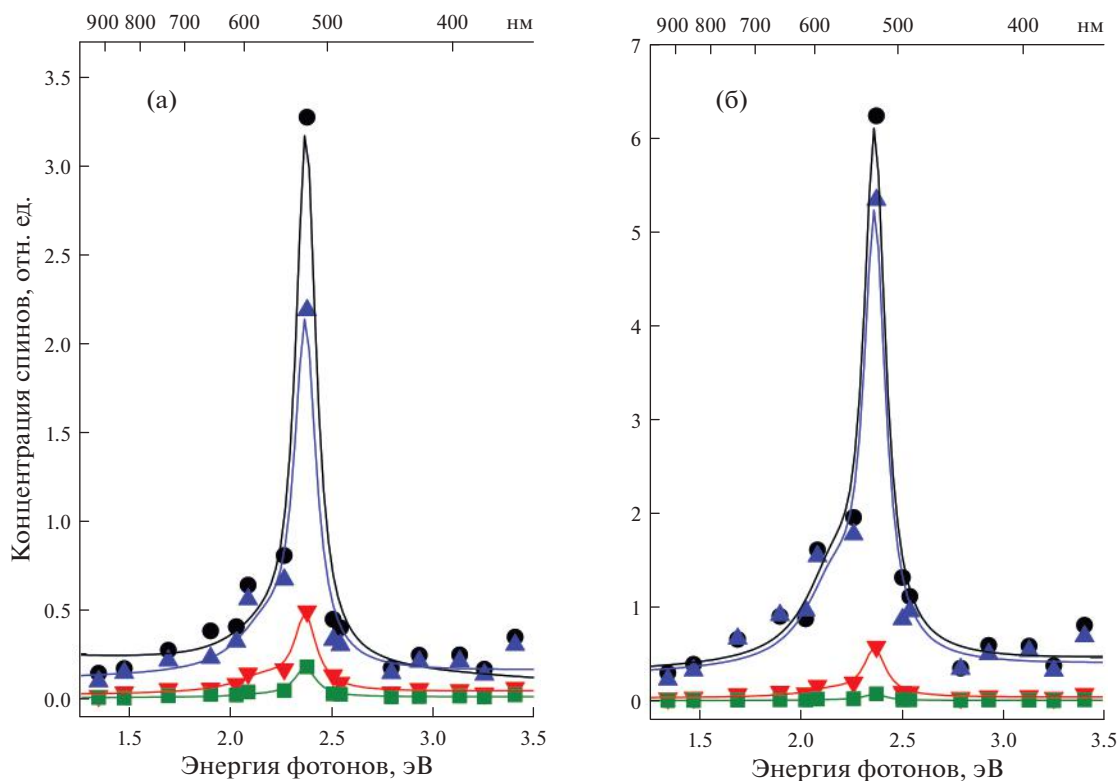 900 800 700 600 500 400 нм
900 800 700 600 500 400 нм
(а)
(б)
3.5
3.0
2.5
2.0
1.5
1.0
0.5
0.0
7
6
5
4
3
2
1
0
Концентрация спинов, отн. ед.
1.5 2.0 2.5 3.0 3.5
1.5 2.0 2.5 3.0 3.5
Энергия фотонов, эВ
Энергия фотонов, эВ